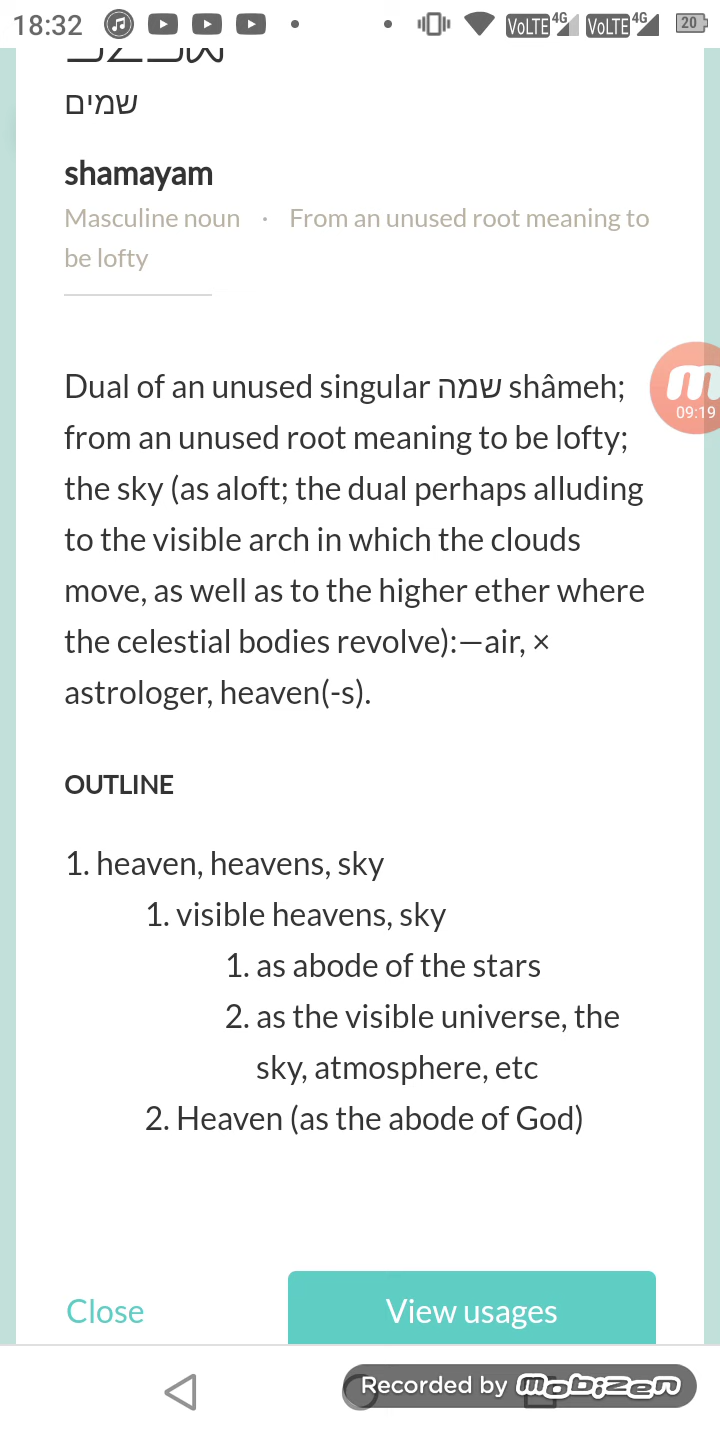 18:32 VoLTE 4G VoLTE 4G 20
שמים
shamayam
Masculine noun · From an unused root meaning to
be lofty
Dual of an unused singular שמה shâmeh;
from an unused root meaning to be lofty;
the sky (as aloft; the dual perhaps alluding
to the visible arch in which the clouds
move, as well as to the higher ether where
the celestial bodies revolve):—air, ×
astrologer, heaven(-s).
09:19
OUTLINE
1. heaven, heavens, sky
1. visible heavens, sky
1. as abode of the stars
2. as the visible universe, the
sky, atmosphere, etc
2. Heaven (as the abode of God)
Close View usages
Recorded by mobizen